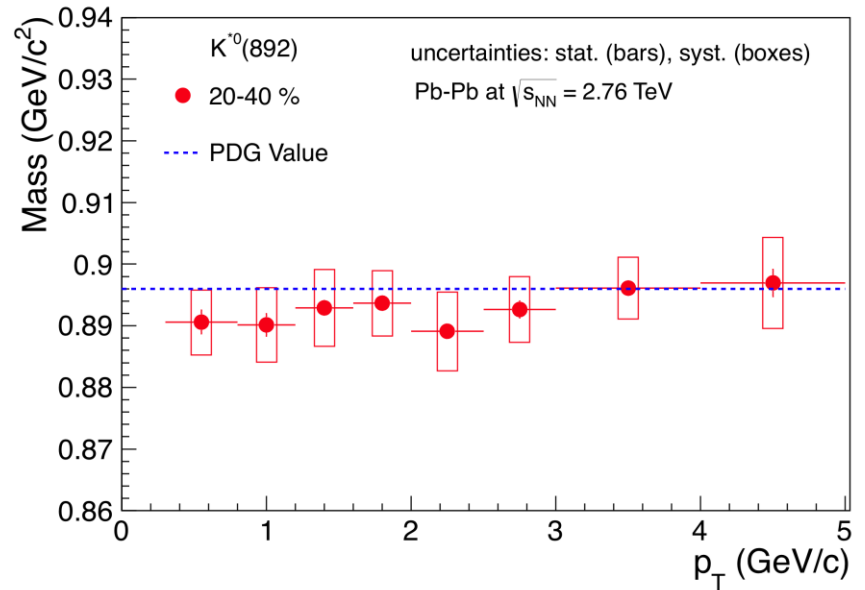 0.94
0.93
0.92
0.91
0.9
0.89
0.88
0.87
0.86
Mass (GeV/c²)
K*⁰(892)
20-40 %
PDG Value
uncertainties: stat. (bars), syst. (boxes)
Pb-Pb at √sNN = 2.76 TeV
0 1 2 3 4 5
pT (GeV/c)